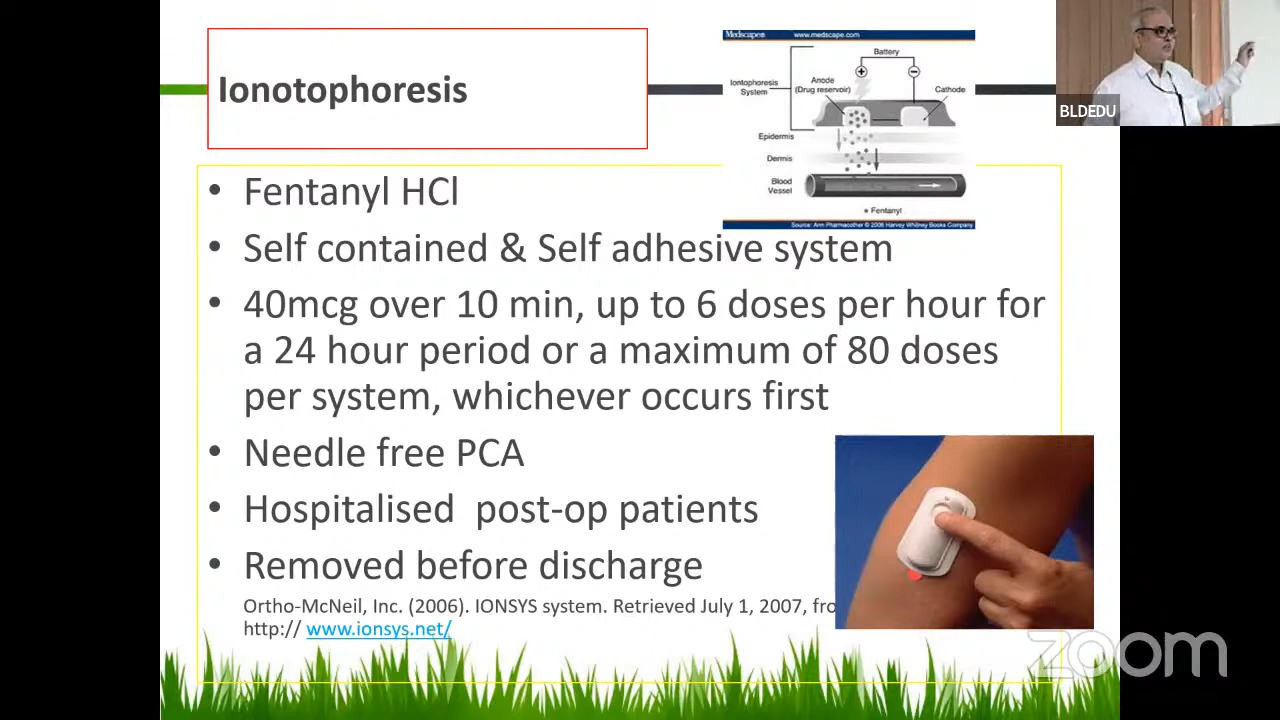 Ionotophoresis
Medscape® www.medscape.com
Battery
Iontophoresis
System
Anode
(Drug reservoir)
Cathode
Epidermis
Dermis
Blood
Vessel
Fentanyl
Source: Ann Pharmacother © 2006 Harvey Whitney Books Company
BLDEDU
• Fentanyl HCl
• Self contained & Self adhesive system
• 40mcg over 10 min, up to 6 doses per hour for
a 24 hour period or a maximum of 80 doses
per system, whichever occurs first
• Needle free PCA
• Hospitalised post-op patients
• Removed before discharge
Ortho-McNeil, Inc. (2006). IONSYS system. Retrieved July 1, 2007, fro
http:// www.ionsys.net/
zoom